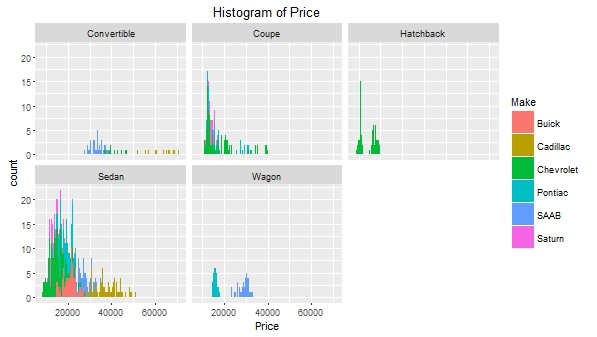 Histogram of Price
Convertible
Coupe
Hatchback
20
15
10
5
0
count
Sedan
Wagon
20
15
10
5
0
20000 40000 60000
20000 40000 60000
Price
Make
Buick
Cadillac
Chevrolet
Pontiac
SAAB
Saturn